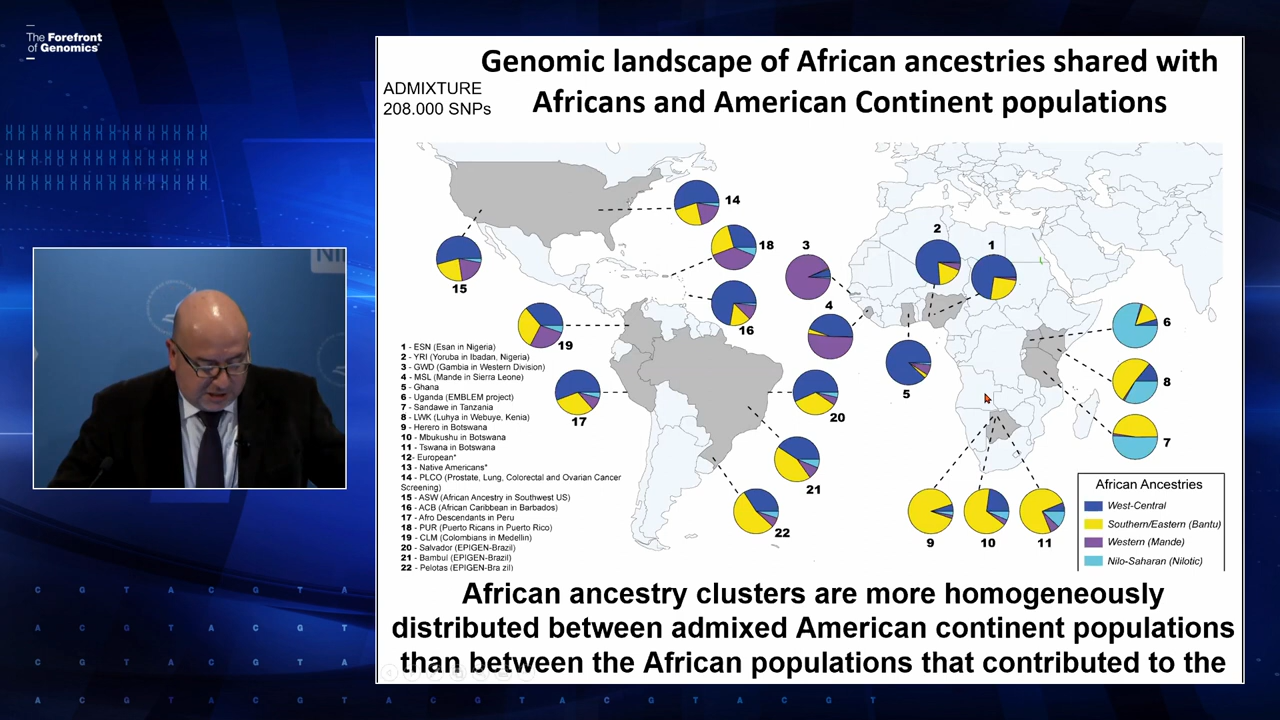 The Forefront
of Genomics®
Genomic landscape of African ancestries shared with
Africans and American Continent populations
ADMIXTURE
208.000 SNPs
NI
14
18
3
2
1
15
16
4
6
19
5
8
17
20
7
21
22
9
10
11
1 - ESN (Esan in Nigeria)
2 - YRI (Yoruba in Ibadan, Nigeria)
3 - GWD (Gambia in Western Division)
4 - MSL (Mande in Sierra Leone)
5 - Ghana
6 - Uganda (EMBLEM project)
7 - Sandawe in Tanzania
8 - LWK (Luhya in Webuye, Kenia)
9 - Herero in Botswana
10 - Mbukushu in Botswana
11 - Tswana in Botswana
12- European*
13 - Native Americans*
14 - PLCO (Prostate, Lung, Colorectal and Ovarian Cancer
Screening)
15 - ASW (African Ancestry in Southwest US)
16 - ACB (African Caribbean in Barbados)
17 - Afro Descendants in Peru
18 - PUR (Puerto Ricans in Puerto Rico)
19 - CLM (Colombians in Medellin)
20 - Salvador (EPIGEN-Brazil)
21 - Bambuí (EPIGEN-Brazil)
22 - Pelotas (EPIGEN-Bra zil)
African Ancestries
West-Central
Southern/Eastern (Bantu)
Western (Mande)
Nilo-Saharan (Nilotic)
African ancestry clusters are more homogeneously
distributed between admixed American continent populations
than between the African populations that contributed to the
C G T A C G T A
A C G T A C G T
C G T A C G T A
A C G T A C G T A C G T A C G T A C G T